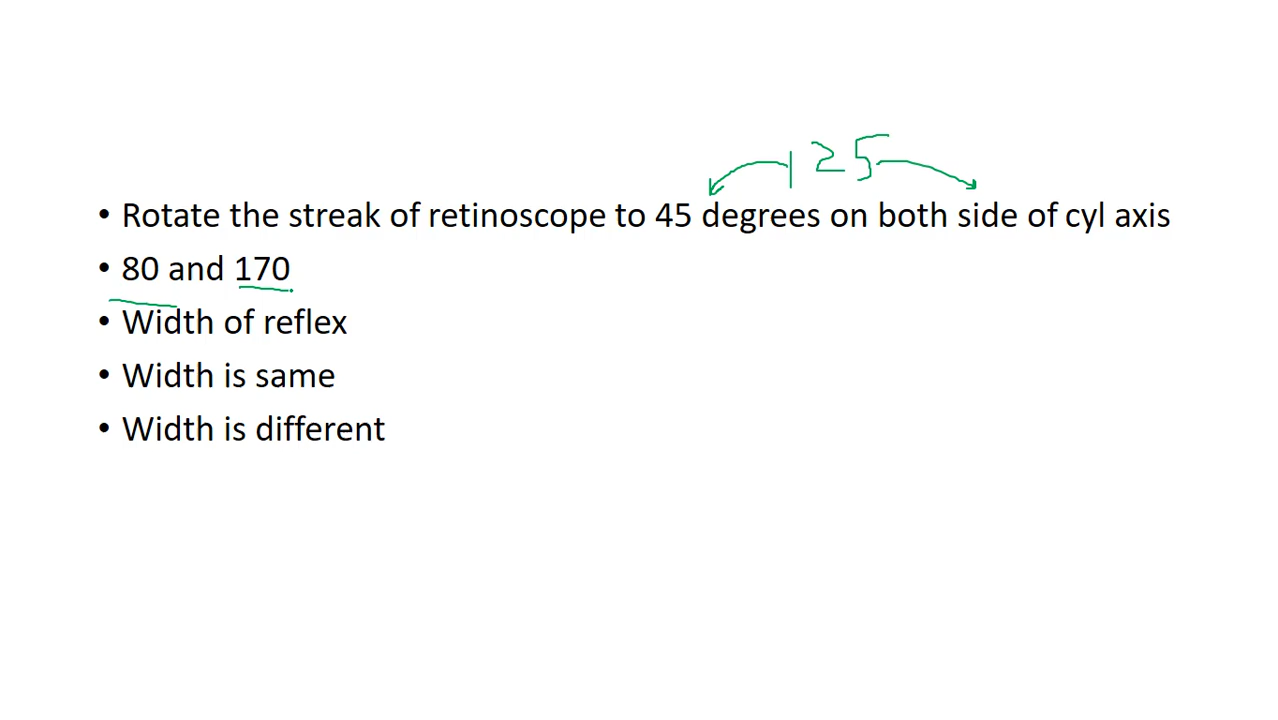 125
• Rotate the streak of retinoscope to 45 degrees on both side of cyl axis
• 80 and 170
• Width of reflex
• Width is same
• Width is different